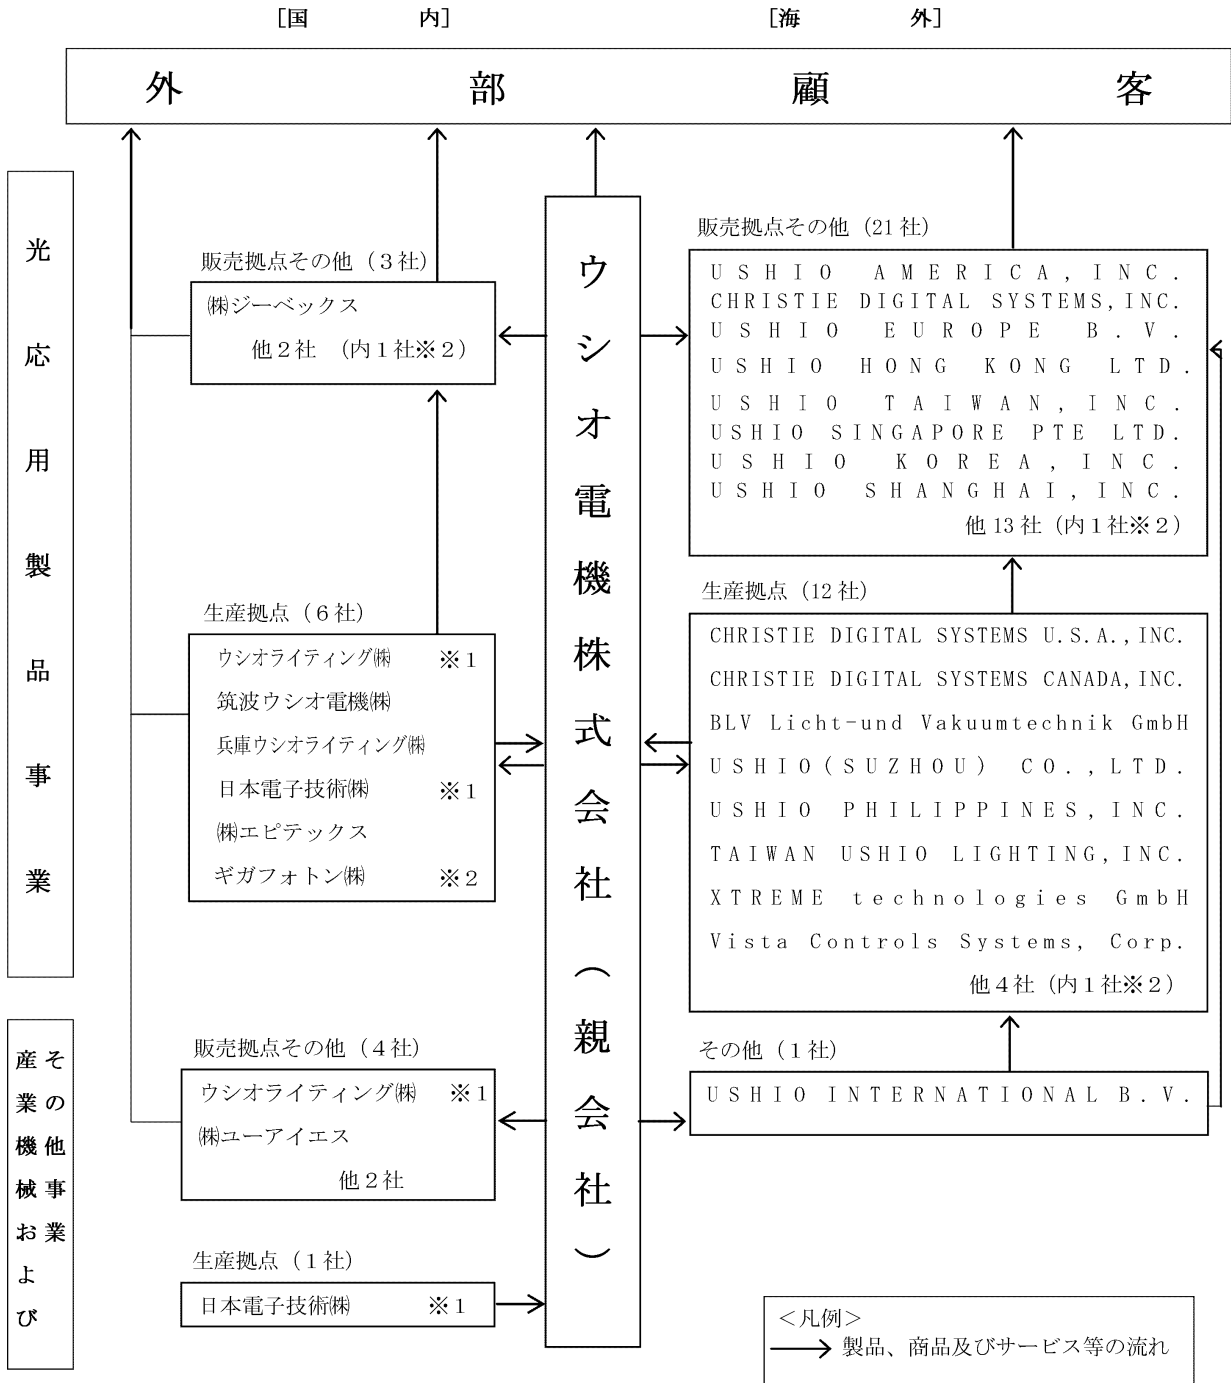 [国　　　　内]
[海　　　　外]
外　部　顧　客
光応用製品事業
販売拠点その他（３社）
㈱ジーベックス
他２社　（内１社※２）
生産拠点（６社）
ウシオライティング㈱　※１
筑波ウシオ電機㈱
兵庫ウシオライティング㈱
日本電子技術㈱　※１
㈱エピテックス
ギガフォトン㈱　※２
産業機械および
その他事業
販売拠点その他（４社）
ウシオライティング㈱　※１
㈱ユーアイエス
他２社
生産拠点（１社）
日本電子技術㈱　※１
ウシオ電機株式会社（親会社）
販売拠点その他（21社）
USHIO AMERICA, INC.
CHRISTIE DIGITAL SYSTEMS, INC.
USHIO EUROPE B. V.
USHIO HONG KONG LTD.
USHIO TAIWAN, INC.
USHIO SINGAPORE PTE LTD.
USHIO KOREA, INC.
USHIO SHANGHAI, INC.
他13社（内１社※２）
生産拠点（12社）
CHRISTIE DIGITAL SYSTEMS U.S.A., INC.
CHRISTIE DIGITAL SYSTEMS CANADA, INC.
BLV Licht-und Vakuumtechnik GmbH
USHIO(SUZHOU) CO., LTD.
USHIO PHILIPPINES, INC.
TAIWAN USHIO LIGHTING, INC.
XTREME technologies GmbH
Vista Controls Systems, Corp.
他４社（内１社※２）
その他（１社）
USHIO INTERNATIONAL B. V.
＜凡例＞
製品、商品及びサービス等の流れ